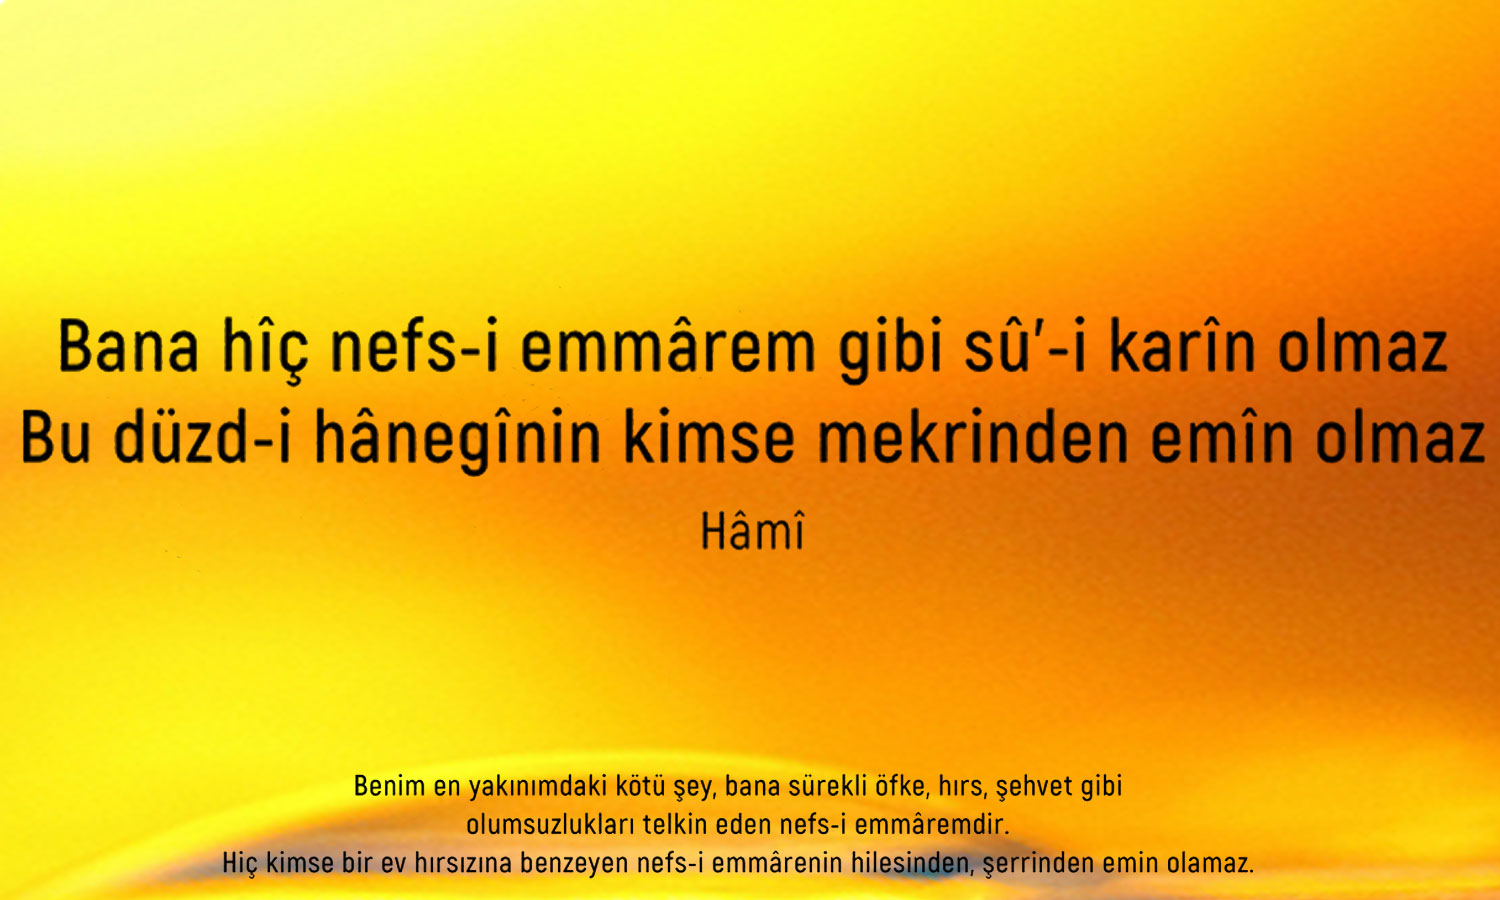 Bana hîç nefs-i emmârem gibi sû’-i karîn olmaz
Bu düzd-i hânegînin kimse mekrinden emîn olmaz
Hâmî
Benim en yakınımdaki kötü şey, bana sürekli öfke, hırs, şehvet gibi
olumsuzlukları telkin eden nefs-i emmâremdir.
Hiç kimse bir ev hırsızına benzeyen nefs-i emmârenin hilesinden, şerrinden emin olamaz.